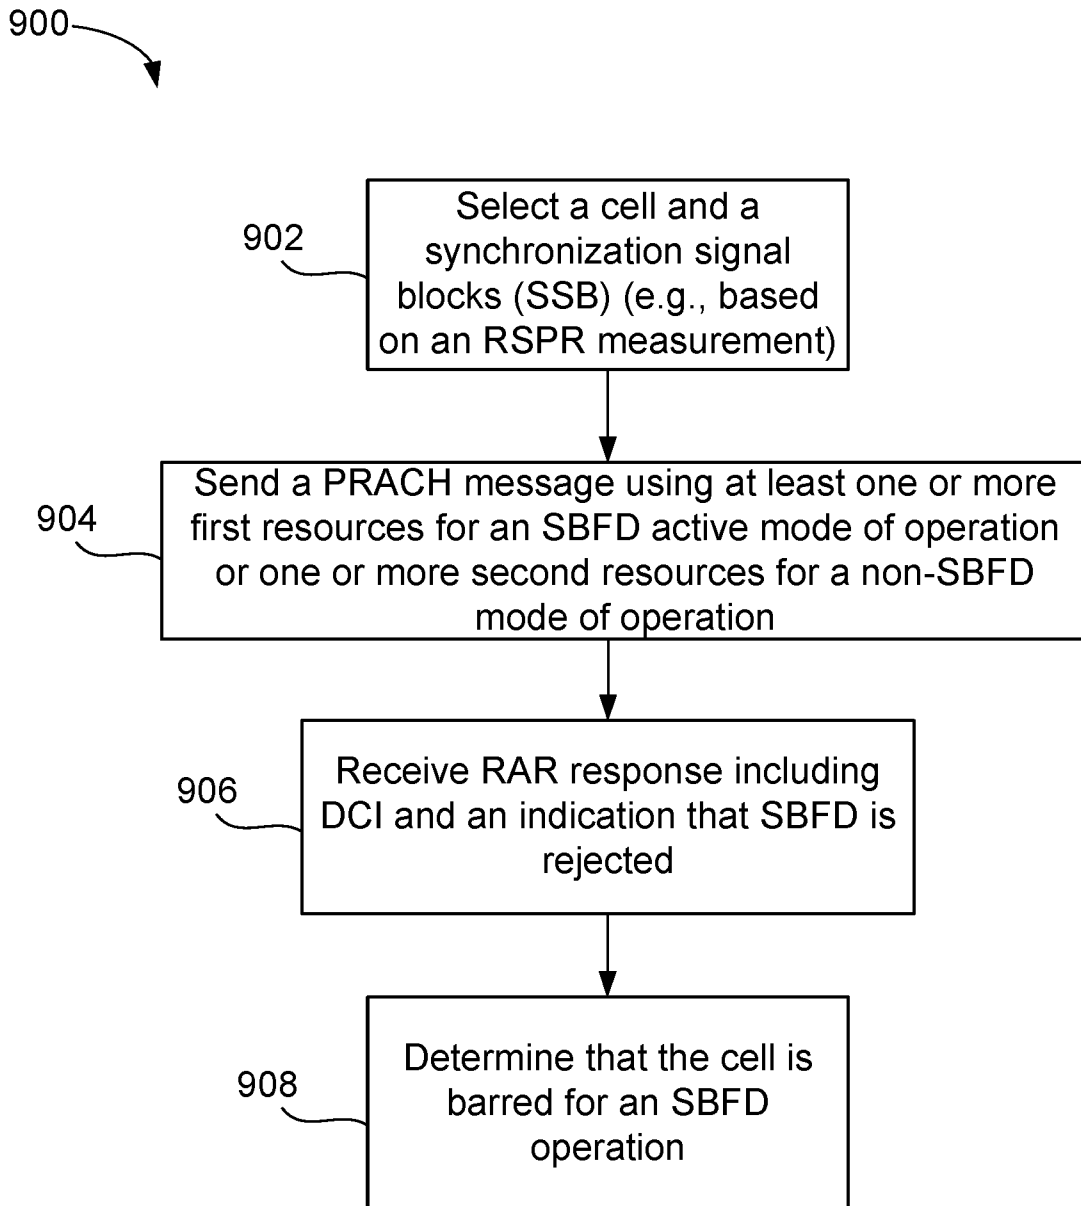 900
902
Select a cell and a
synchronization signal
blocks (SSB) (e.g., based
on an RSPR measurement)
904
Send a PRACH message using at least one or more
first resources for an SBFD active mode of operation
or one or more second resources for a non-SBFD
mode of operation
906
Receive RAR response including
DCI and an indication that SBFD is
rejected
908
Determine that the cell is
barred for an SBFD
operation